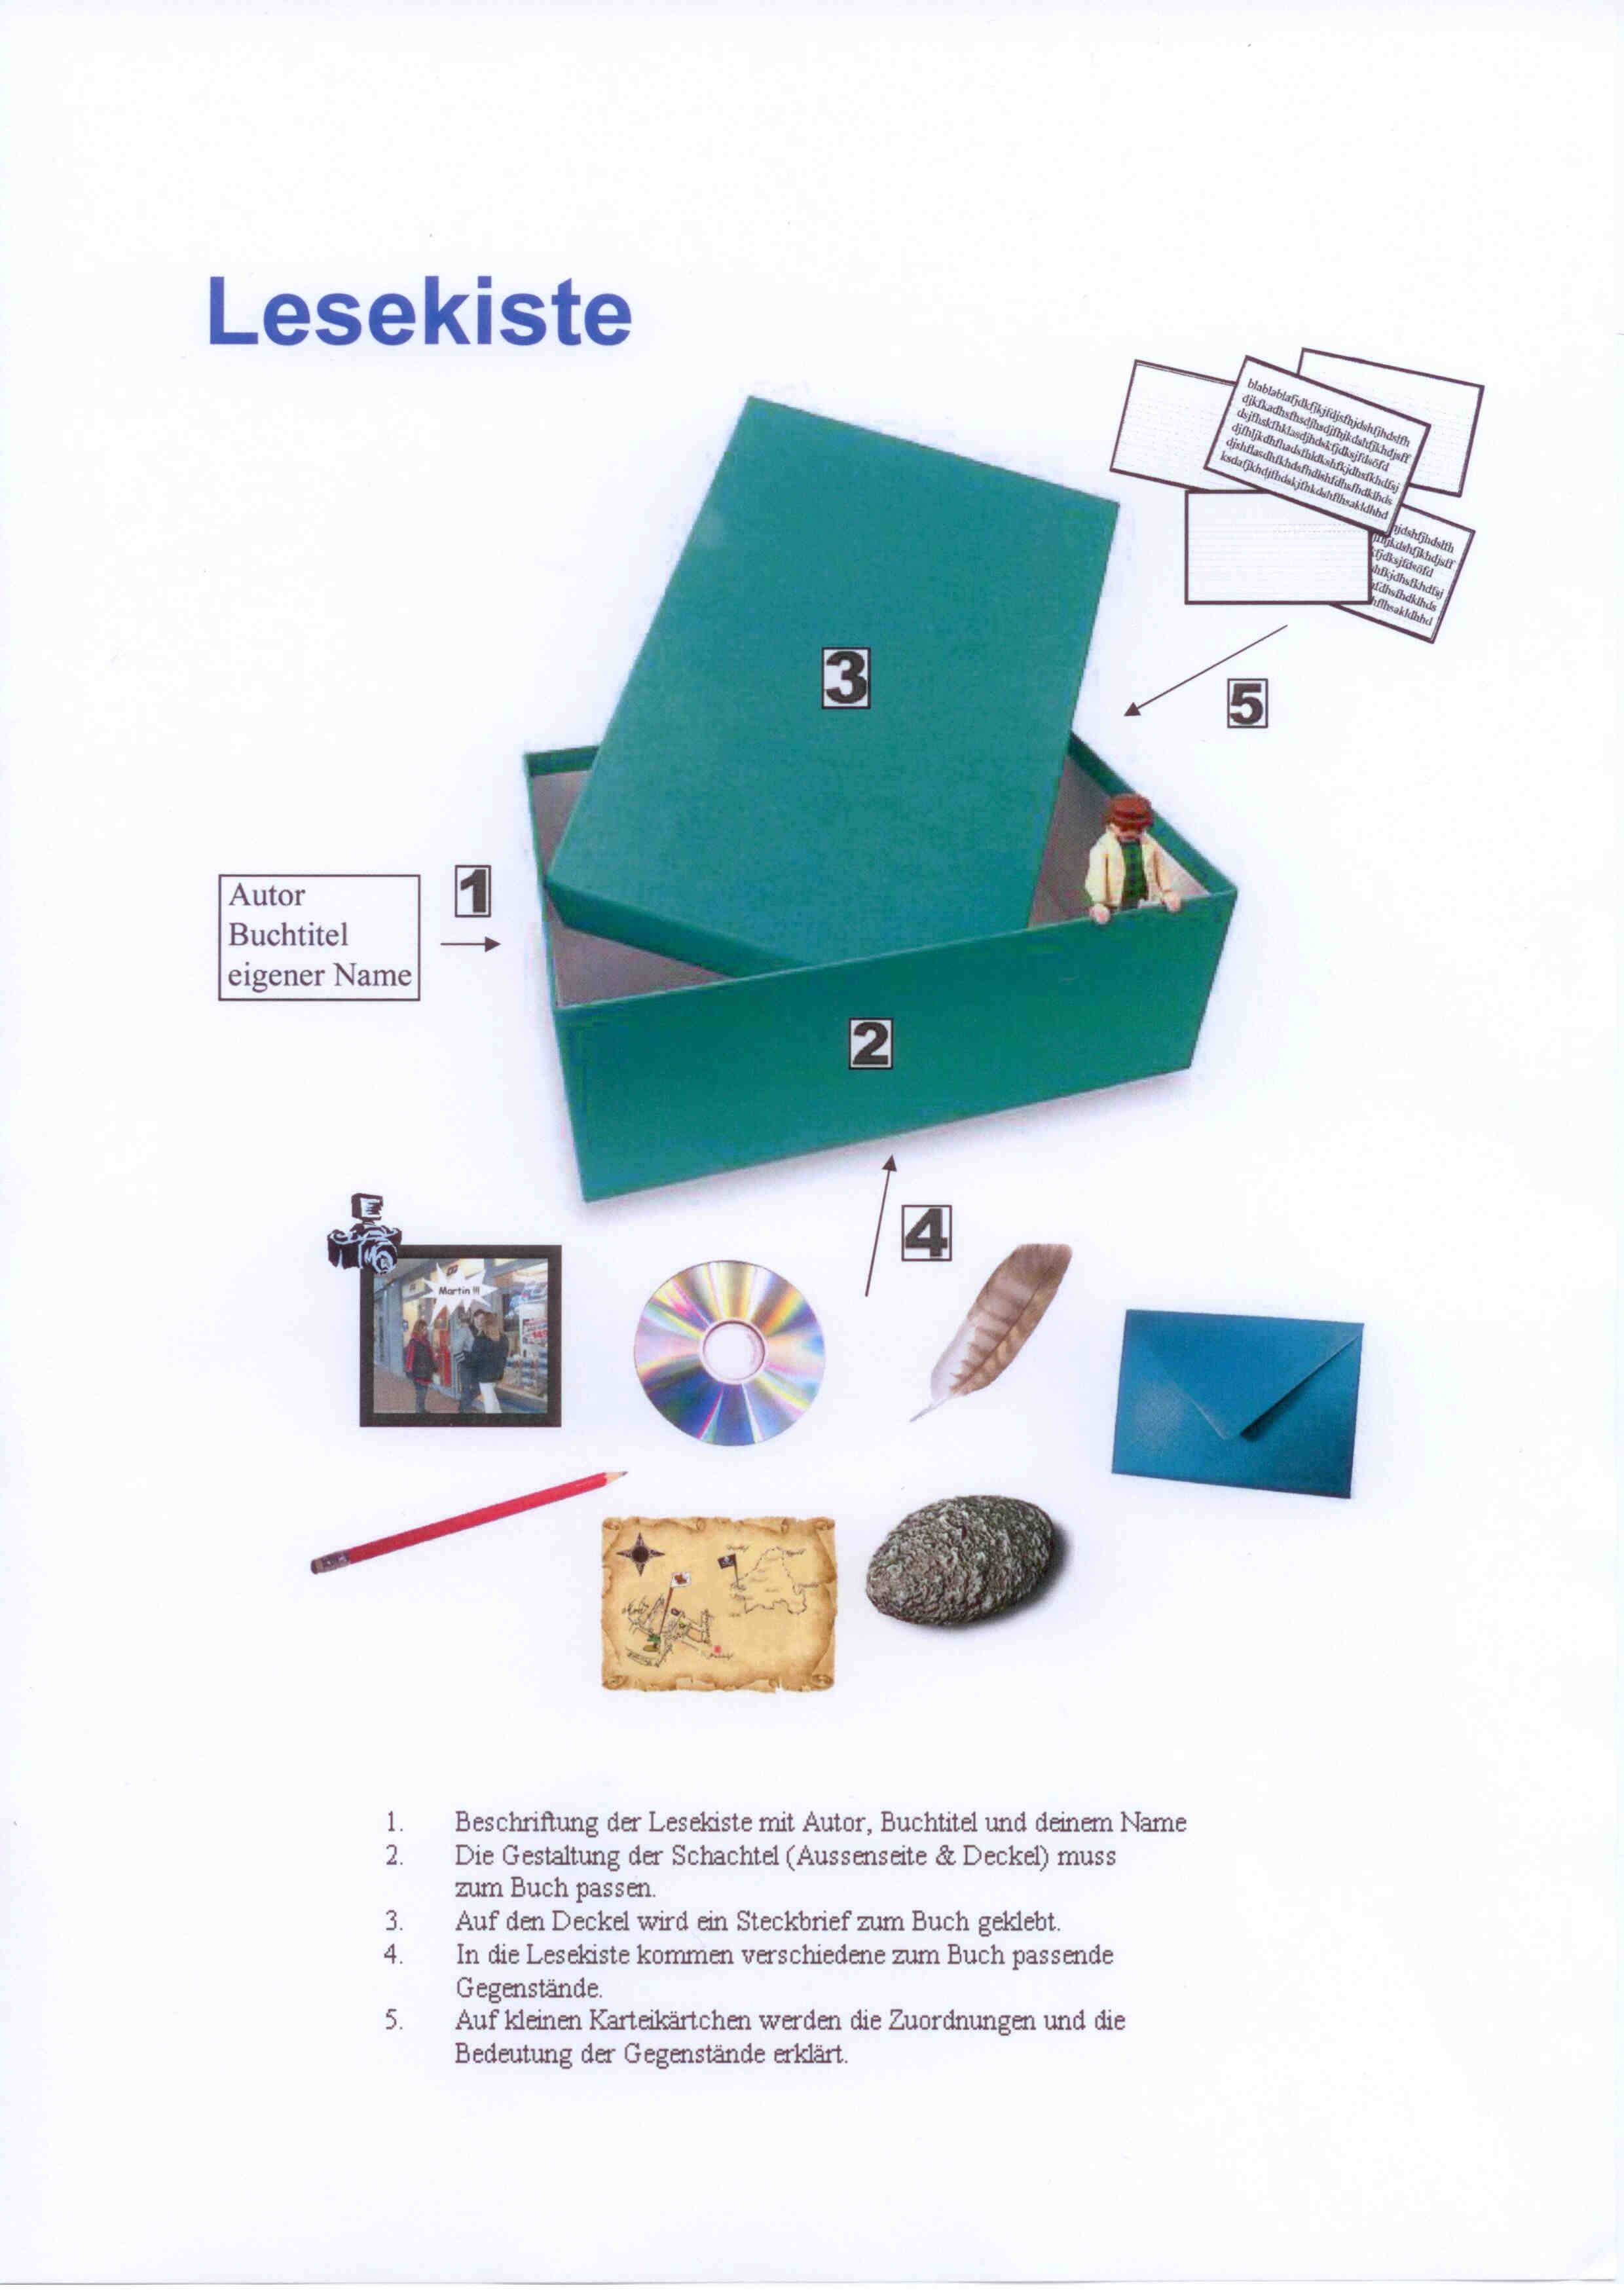 Lesekiste
blablablafjdkfjkjfdjsfhjdshfjhdslfh
3
5
Autor
Buchtitel
eigener Name
1
2
4
Martin !!!
1. Beschriftung der Lesekiste mit Autor, Buchtitel und deinem Name
2. Die Gestaltung der Schachtel (Aussenseite & Deckel) muss
zum Buch passen.
3. Auf den Deckel wird ein Steckbrief zum Buch geklebt.
4. In die Lesekiste kommen verschiedene zum Buch passende
Gegenstände.
5. Auf kleinen Karteikärtchen werden die Zuordnungen und die
Bedeutung der Gegenstände erklärt.